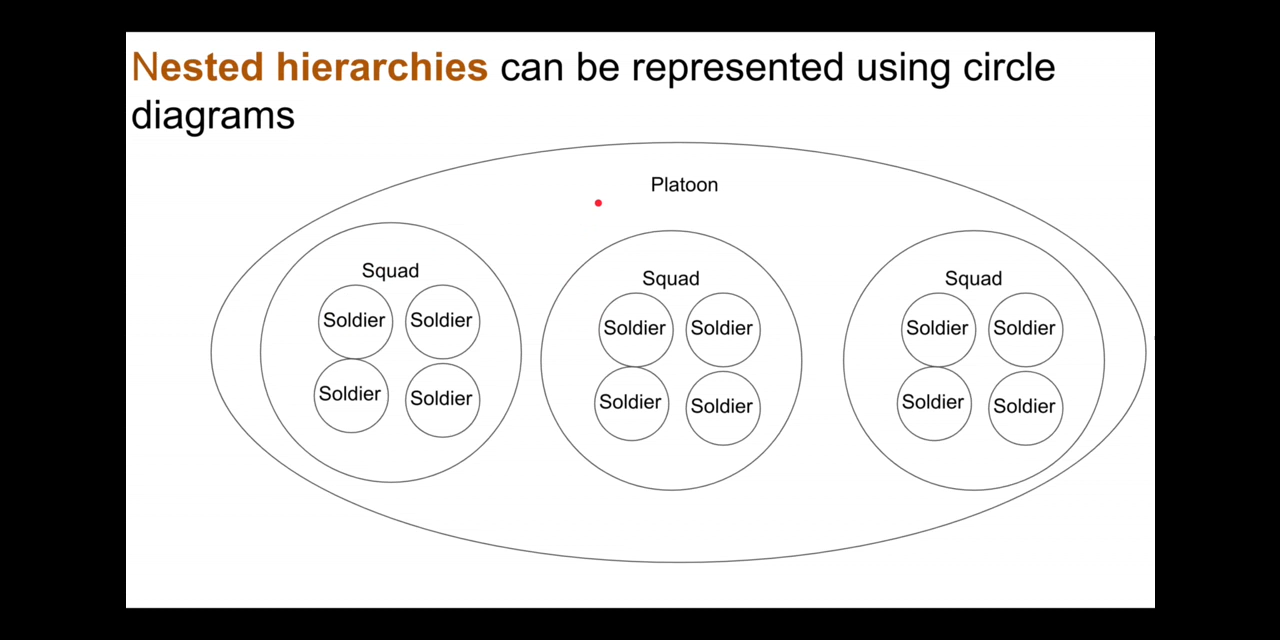 Nested hierarchies can be represented using circle
diagrams
Platoon
Squad
Soldier Soldier
Soldier Soldier
Squad
Soldier Soldier
Soldier Soldier
Squad
Soldier Soldier
Soldier Soldier